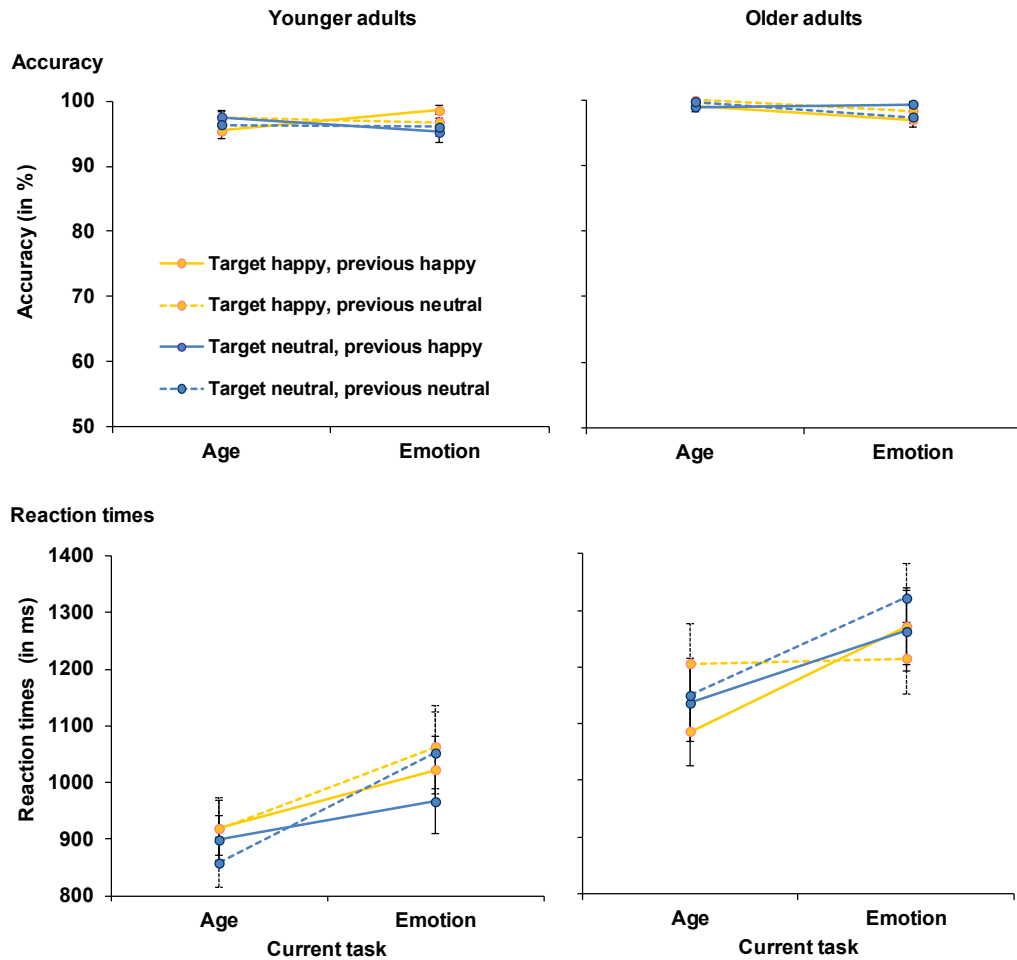 Younger adults
Older adults
Accuracy
Accuracy (in %)
100
90
80
70
60
50
Target happy, previous happy
Target happy, previous neutral
Target neutral, previous happy
Target neutral, previous neutral
Age
Emotion
Age
Emotion
Reaction times
Reaction times (in ms)
1400
1300
1200
1100
1000
900
800
Age
Emotion
Current task
Age
Emotion
Current task